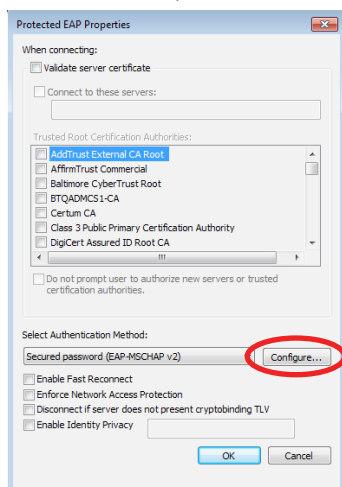 Protected EAP Properties
When connecting:
Validate server certificate
Connect to these servers:
Trusted Root Certification Authorities:
AddTrust External CA Root
AffirmTrust Commercial
Baltimore CyberTrust Root
BTQADMCS1-CA
Certum CA
Class 3 Public Primary Certification Authority
DigiCert Assured ID Root CA
Do not prompt user to authorize new servers or trusted
certification authorities.
Select Authentication Method:
Secured password (EAP-MSCHAP v2) Configure...
Enable Fast Reconnect
Enforce Network Access Protection
Disconnect if server does not present cryptobinding TLV
Enable Identity Privacy
OK Cancel